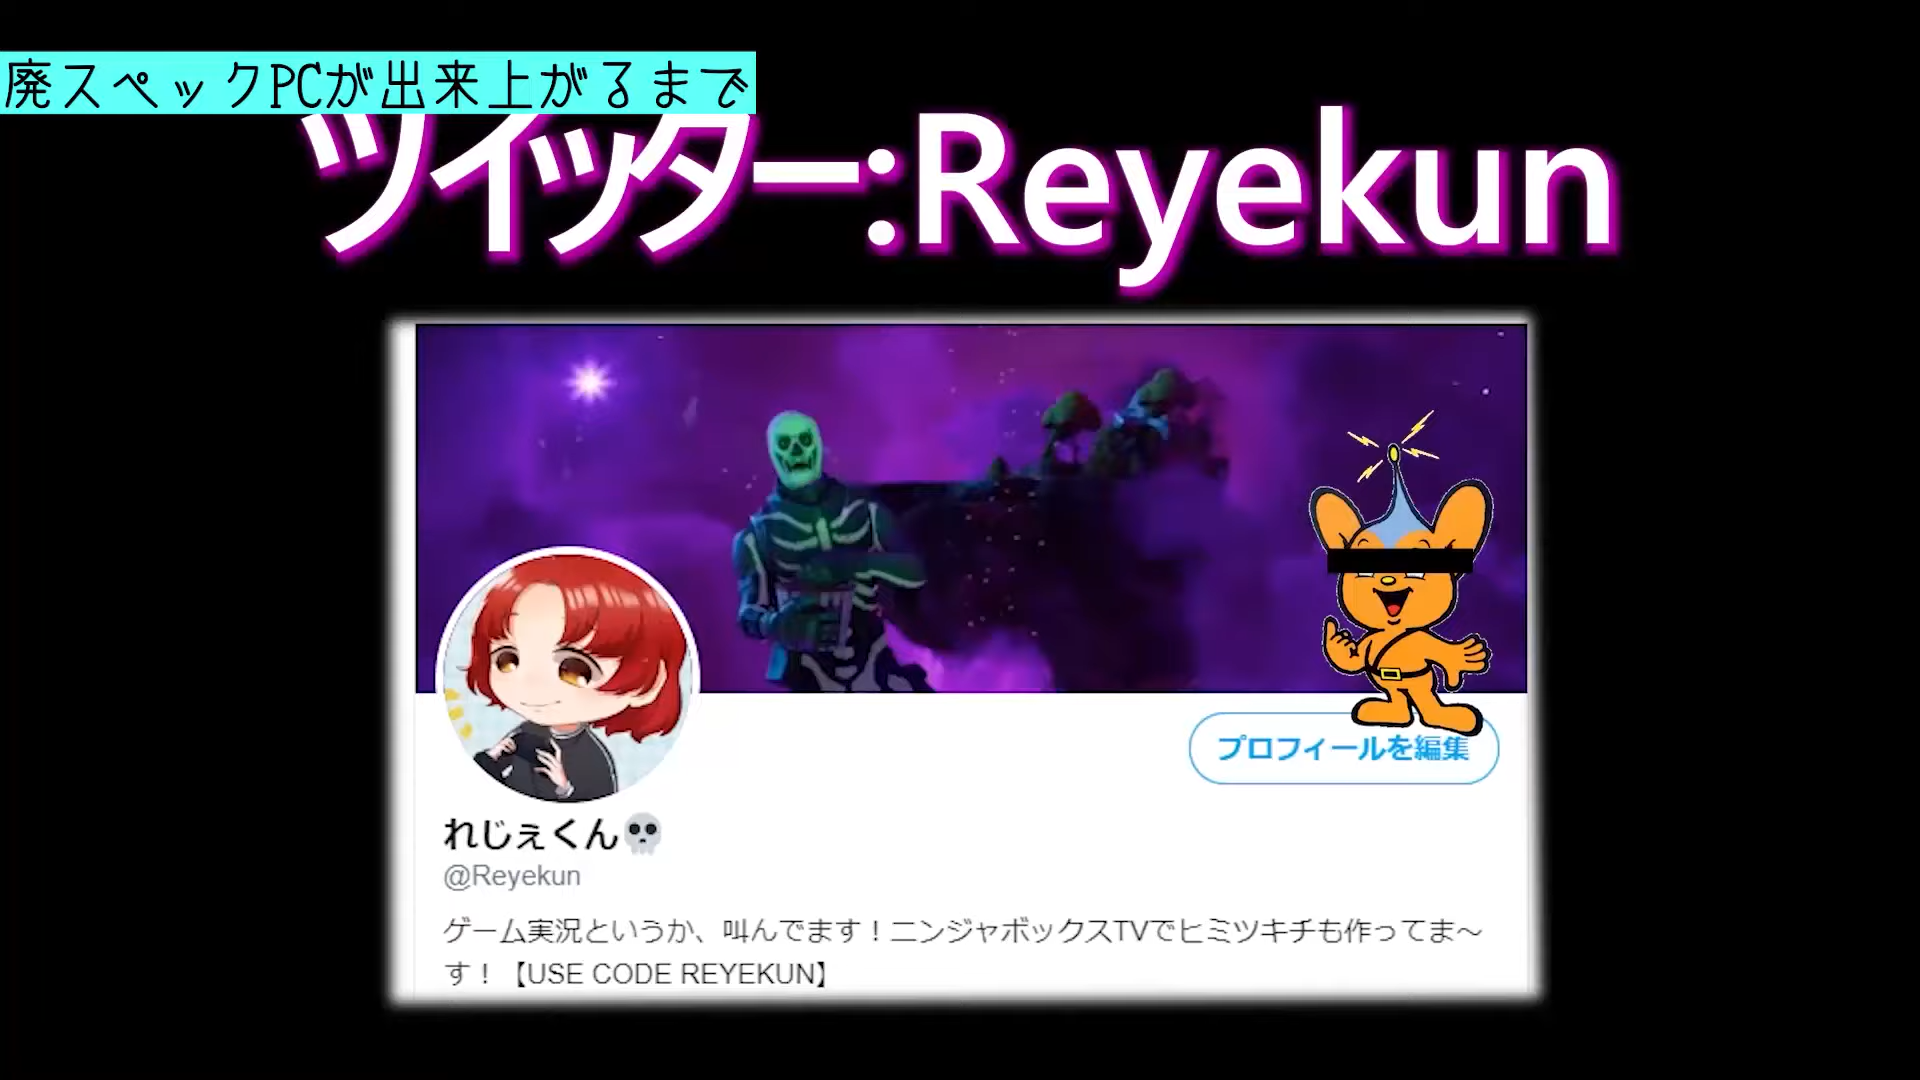 廃スペックPCが出来上がるまで
ツイッター:Reyekun
プロフィールを編集
れじぇくん💀
@Reyekun
ゲーム実況というか、叫んでます！ニンジャボックスTVでヒミツキチも作ってま～
す！【USE CODE REYEKUN】